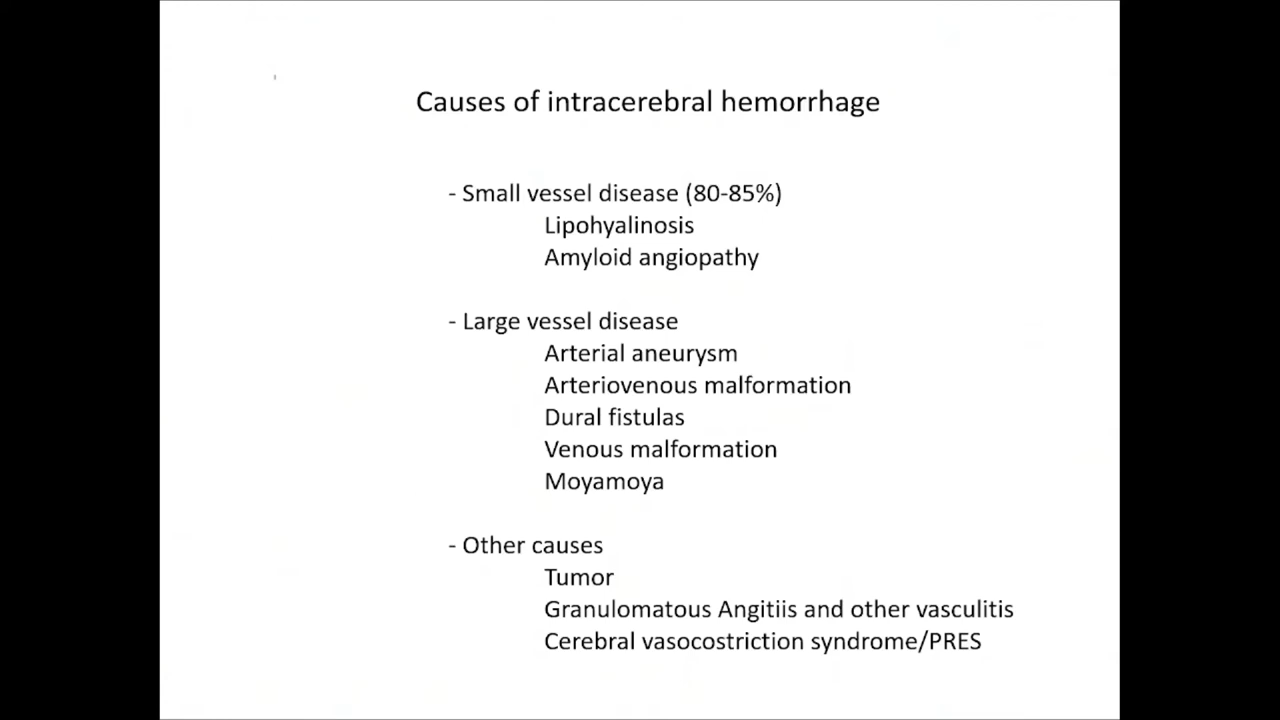 Causes of intracerebral hemorrhage
- Small vessel disease (80-85%)
Lipohyalinosis
Amyloid angiopathy
- Large vessel disease
Arterial aneurysm
Arteriovenous malformation
Dural fistulas
Venous malformation
Moyamoya
- Other causes
Tumor
Granulomatous Angitiis and other vasculitis
Cerebral vasocostriction syndrome/PRES